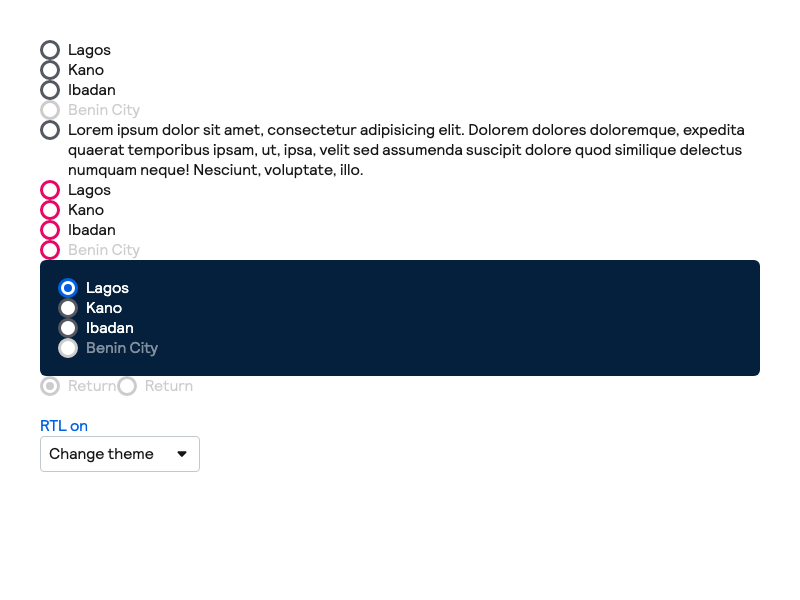 Lagos
Kano
Ibadan
Benin City
Lorem ipsum dolor sit amet, consectetur adipisicing elit. Dolorem dolores doloremque, expedita
quaerat temporibus ipsam, ut, ipsa, velit sed assumenda suscipit dolore quod similique delectus
numquam neque! Nesciunt, voluptate, illo.
Lagos
Kano
Ibadan
Benin City
Lagos
Kano
Ibadan
Benin City
Return Return
RTL on
Change theme